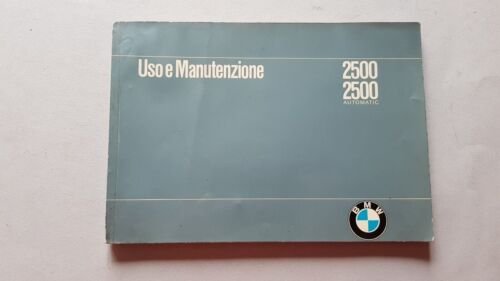 Uso e Manutenzione
2500
2500
AUTOMATIC
BMW